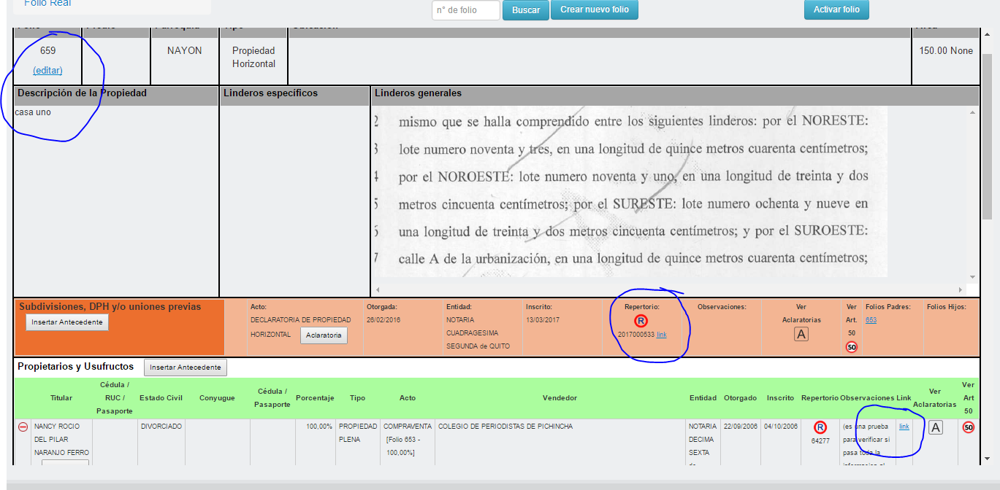 Folio Real
n° de folio
Buscar
Crear nuevo folio
Activar folio
659
(editar)
NAYON
Propiedad
Horizontal
150.00 None
Descripción de la Propiedad
Linderos específicos
Linderos generales
casa uno
2 mismo que se halla comprendido entre los siguientes linderos: por el NORESTE:
3 lote numero noventa y tres, en una longitud de quince metros cuarenta centímetros;
4 por el NOROESTE: lote numero noventa y uno, en una longitud de treinta y dos
5 metros cincuenta centímetros; por el SURESTE: lote numero ochenta y nueve en
una longitud de treinta y dos metros cincuenta centímetros; y por el SUROESTE:
7 calle A de la urbanización, en una longitud de quince metros cuarenta centímetros;
Subdivisiones, DPH y/o uniones previas
Insertar Antecedente
Acto:
DECLARATORIA DE PROPIEDAD
HORIZONTAL Aclaratoria
Otorgada:
26/02/2016
Entidad:
NOTARIA
CUADRAGESIMA
SEGUNDA de QUITO
Inscrito:
13/03/2017
Repertorio:
R
2017000533 link
Observaciones:
Ver
Aclaratorias
A
Ver
Art.
50
50
Folios Padres:
653
Folios Hijos:
Propietarios y Usufructos
Insertar Antecedente
Titular
Cédula /
RUC /
Pasaporte
Estado Civil
Conyugue
Cédula /
Pasaporte
Porcentaje
Tipo
Acto
Vendedor
Entidad
Otorgado
Inscrito
Repertorio
Observaciones
Link
Ver
Aclaratorias
Ver
Art
50
NANCY ROCIO
DEL PILAR
NARANJO FERRO
DIVORCIADO
100,00%
PROPIEDAD
PLENA
COMPRAVENTA
[Folio 653 -
100,00%]
COLEGIO DE PERIODISTAS DE PICHINCHA
NOTARIA
DECIMA
SEXTA
22/09/2006
04/10/2006
R
64277
(es una prueba
para verificar si
pasa toda la
link
A
50